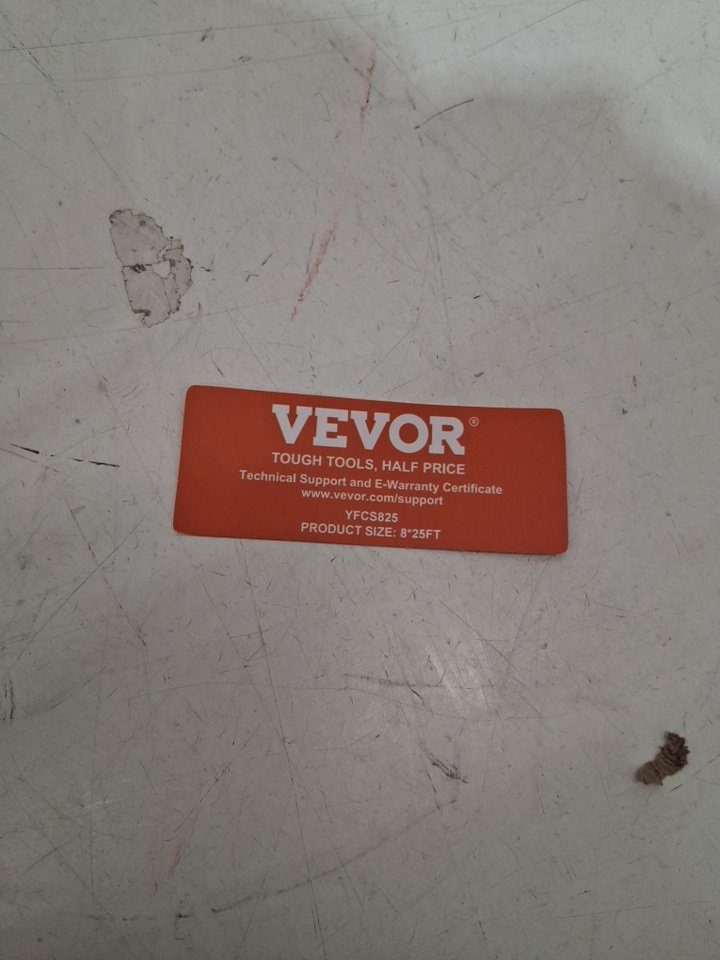 VEVOR®
TOUGH TOOLS, HALF PRICE
Technical Support and E-Warranty Certificate
www.vevor.com/support
YFCS825
PRODUCT SIZE: 8*25FT